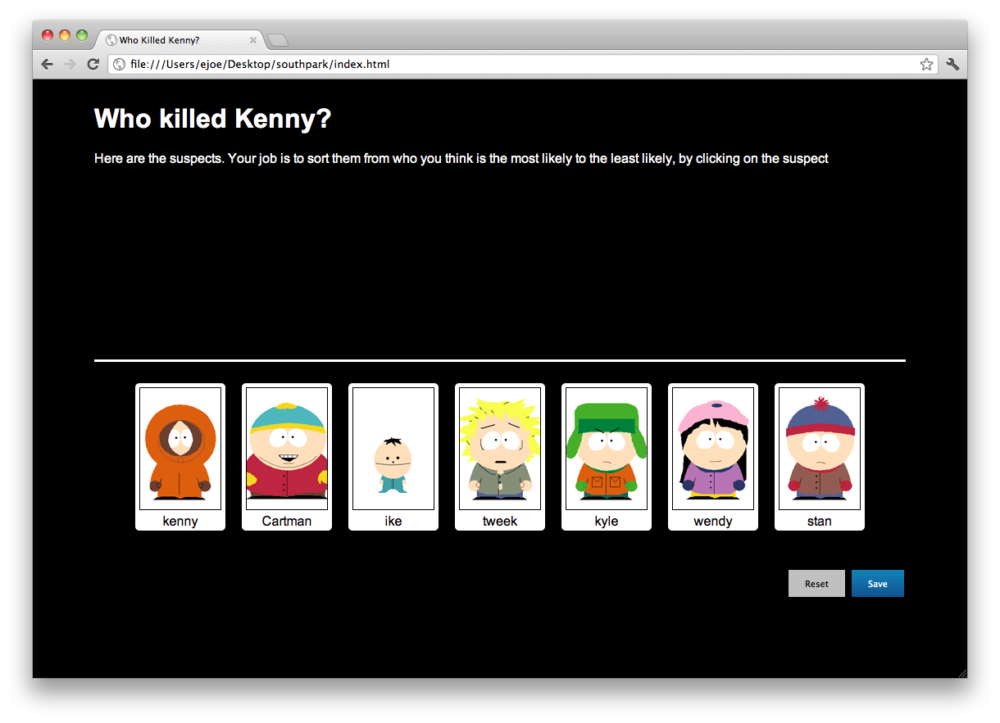 Who Killed Kenny?
file:///Users/ejoe/Desktop/southpark/index.html
Who killed Kenny?
Here are the suspects. Your job is to sort them from who you think is the most likely to the least likely, by clicking on the suspect
kenny
Cartman
ike
tweek
kyle
wendy
stan
Reset
Save